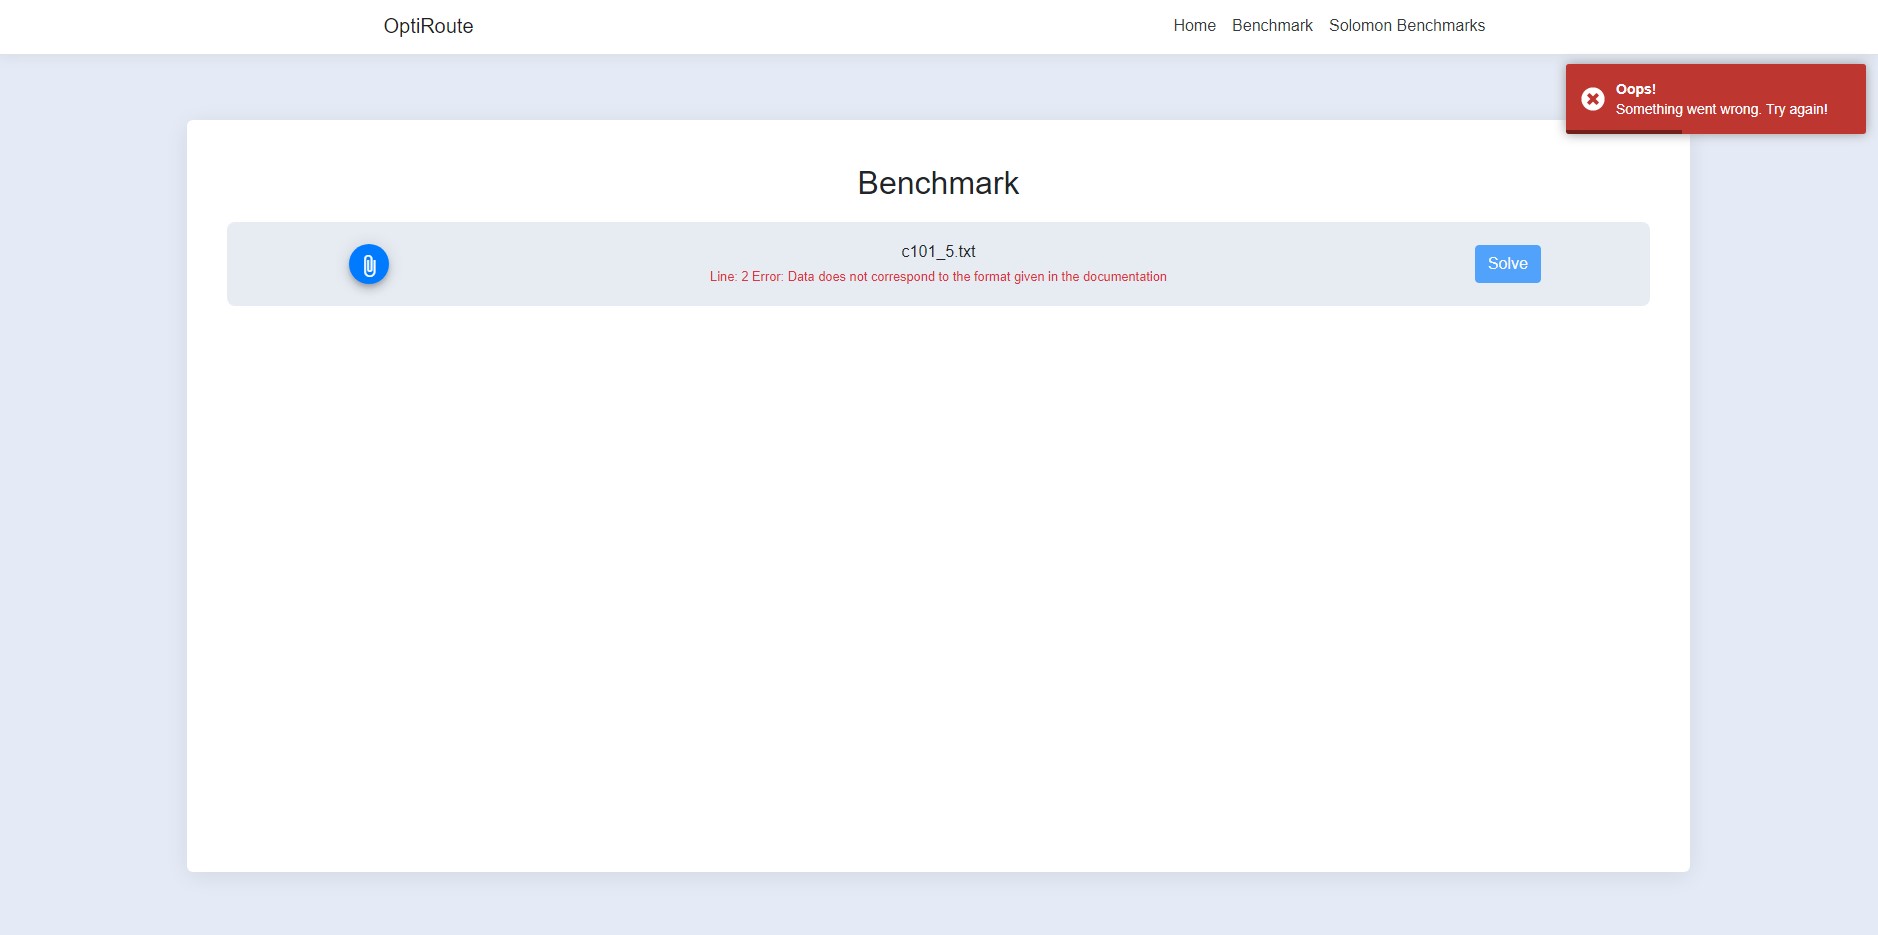 OptiRoute
Home Benchmark Solomon Benchmarks
Oops!
Something went wrong. Try again!
Benchmark
c101_5.txt
Line: 2 Error: Data does not correspond to the format given in the documentation
Solve